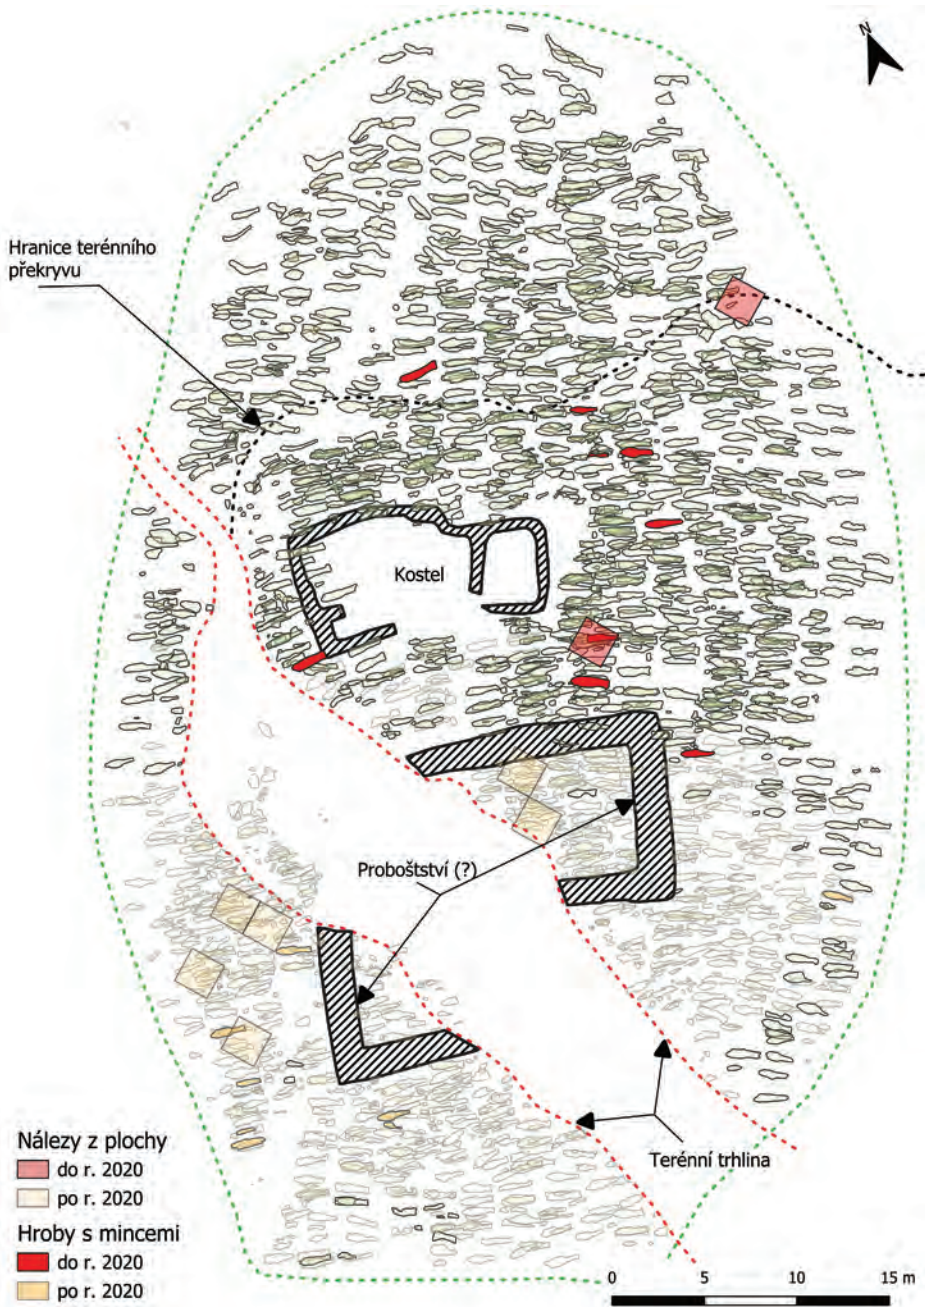 N
Hranice terénního
překryvu
Kostel
Proboštství (?)
Terénní trhlina
Nálezy z plochy
do r. 2020
po r. 2020
Hroby s mincemi
do r. 2020
po r. 2020
0 5 10 15 m